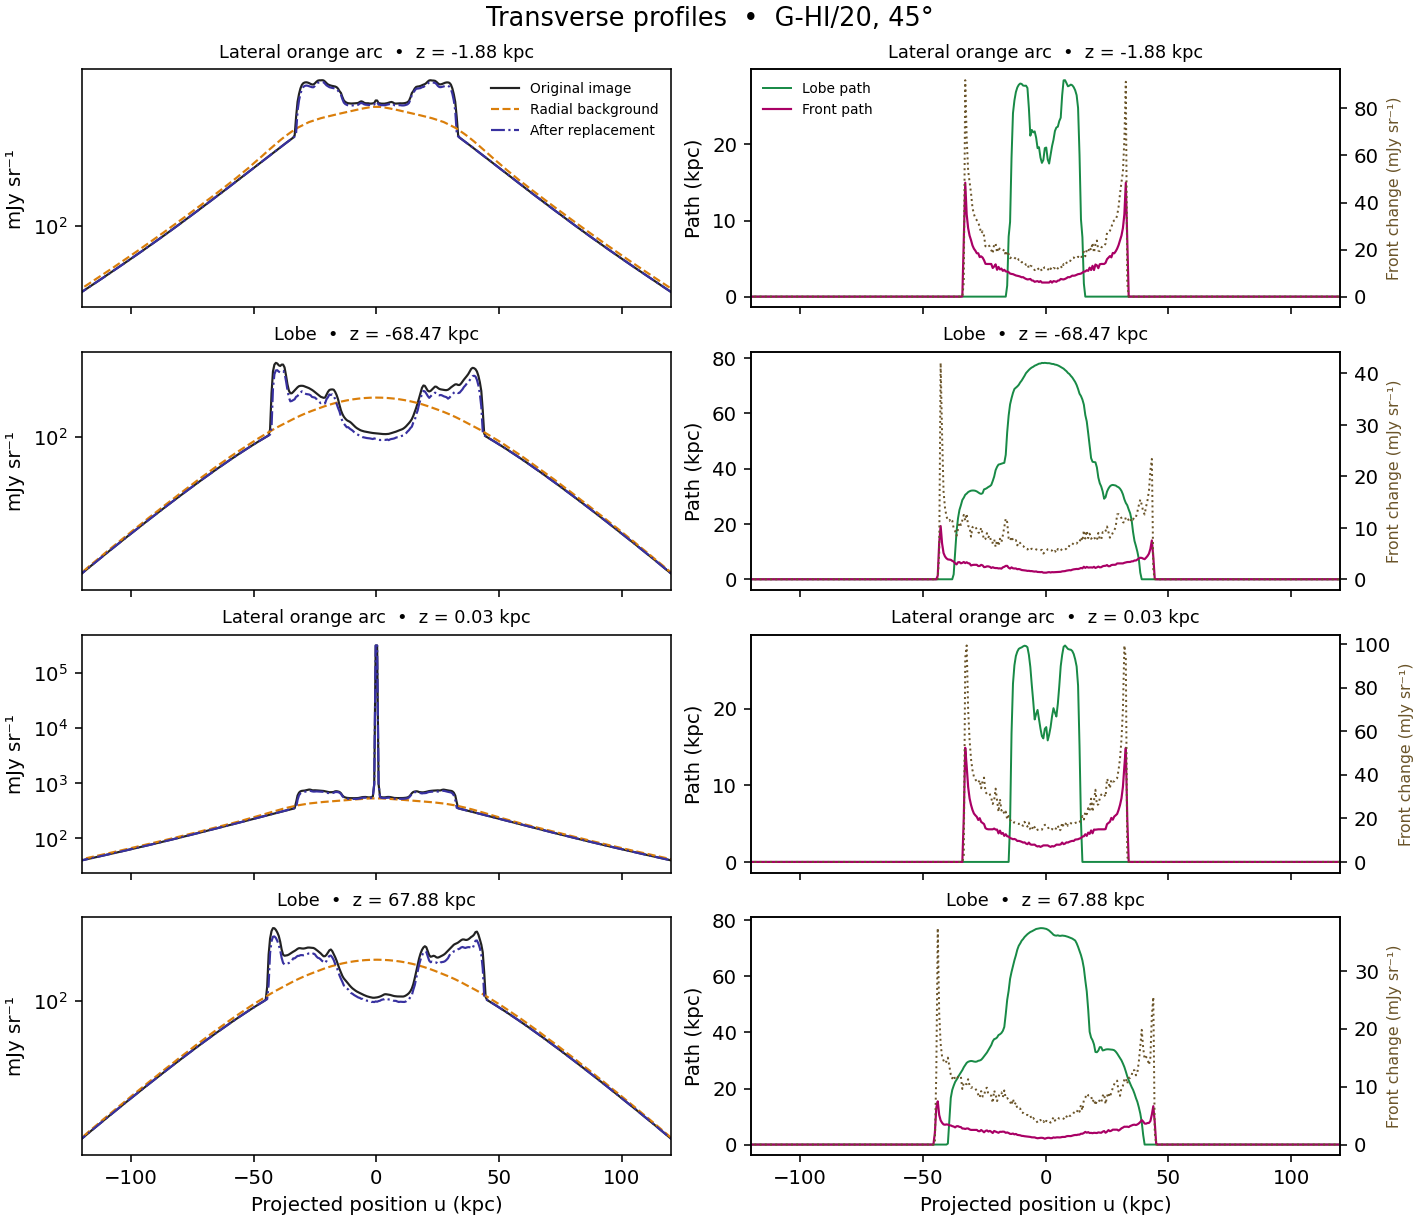 Transverse profiles • G-HI/20, 45°
Lateral orange arc • z = -1.88 kpc
mJy sr⁻¹
10²
Original image
Radial background
After replacement
Lateral orange arc • z = -1.88 kpc
Path (kpc)
20
10
0
Lobe path
Front path
80
60
40
20
0
Front change (mJy sr⁻¹)
Lobe • z = -68.47 kpc
mJy sr⁻¹
10²
Lobe • z = -68.47 kpc
Path (kpc)
80
60
40
20
0
40
30
20
10
0
Front change (mJy sr⁻¹)
Lateral orange arc • z = 0.03 kpc
mJy sr⁻¹
10⁵
10⁴
10³
10²
Lateral orange arc • z = 0.03 kpc
Path (kpc)
20
10
0
100
80
60
40
20
0
Front change (mJy sr⁻¹)
Lobe • z = 67.88 kpc
mJy sr⁻¹
10²
−100 −50 0 50 100
Projected position u (kpc)
Lobe • z = 67.88 kpc
Path (kpc)
80
60
40
20
0
30
20
10
0
Front change (mJy sr⁻¹)
−100 −50 0 50 100
Projected position u (kpc)